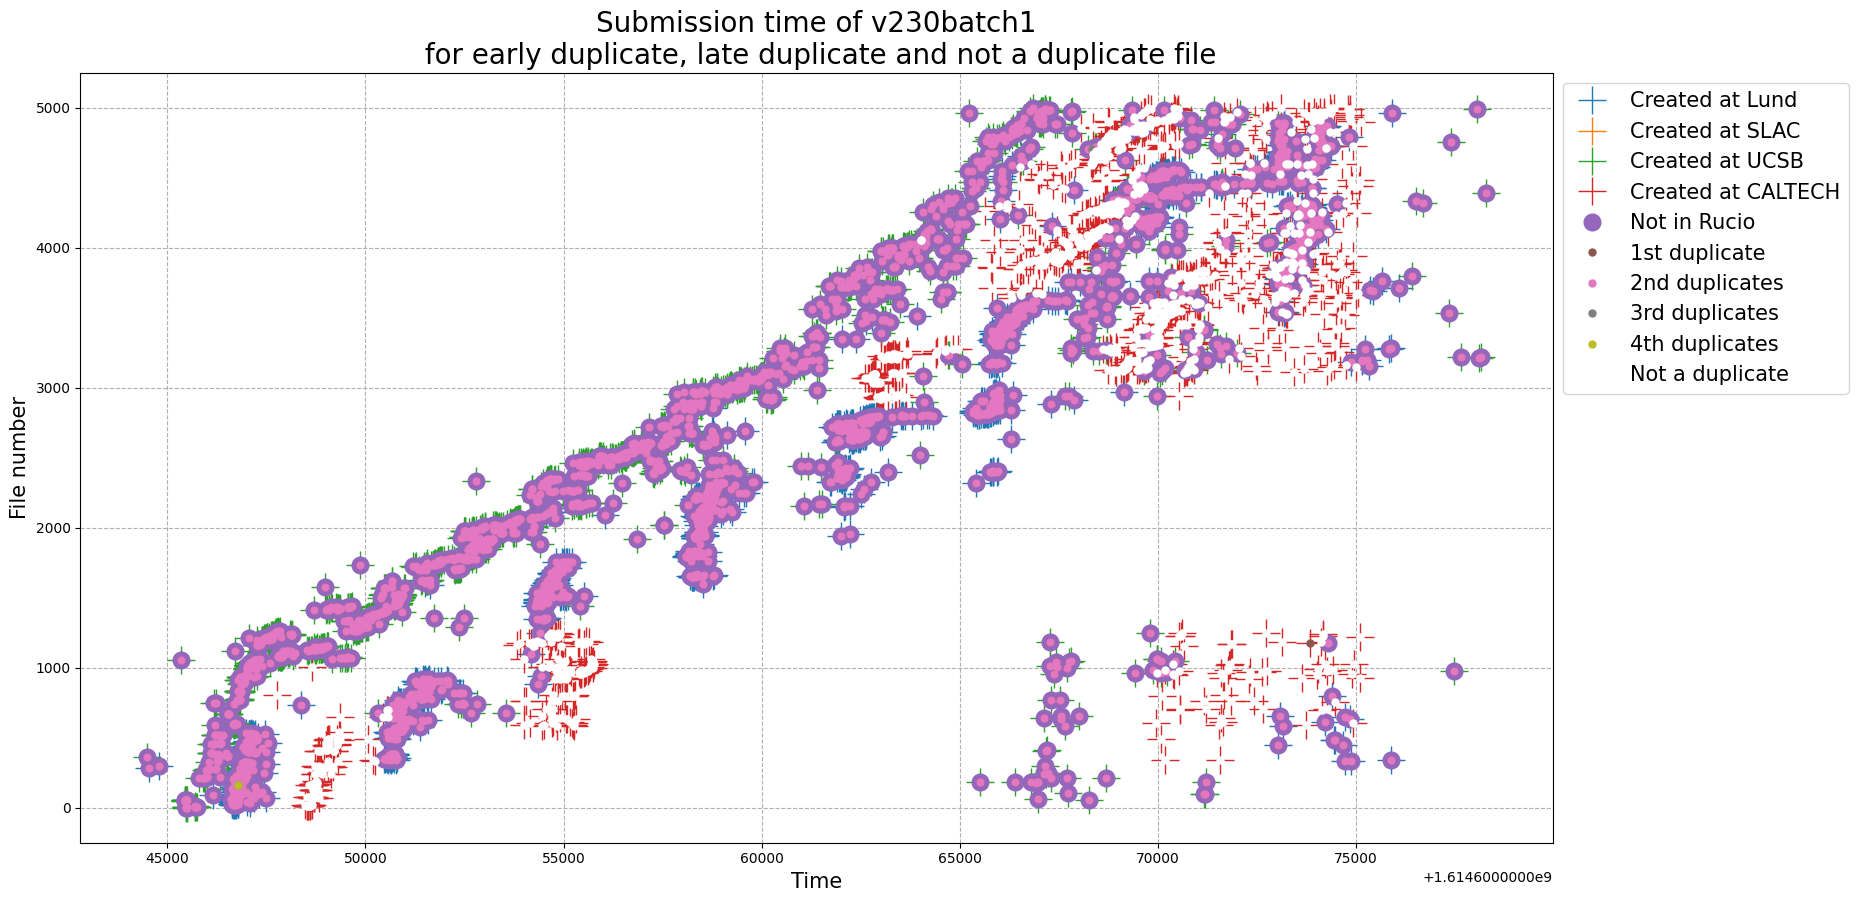 Submission time of v230batch1
for early duplicate, late duplicate and not a duplicate file
File number
5000
4000
3000
2000
1000
0
45000
50000
55000
60000
65000
70000
75000
+1.6146000000e9
Time
Created at Lund
Created at SLAC
Created at UCSB
Created at CALTECH
Not in Rucio
1st duplicate
2nd duplicates
3rd duplicates
4th duplicates
Not a duplicate